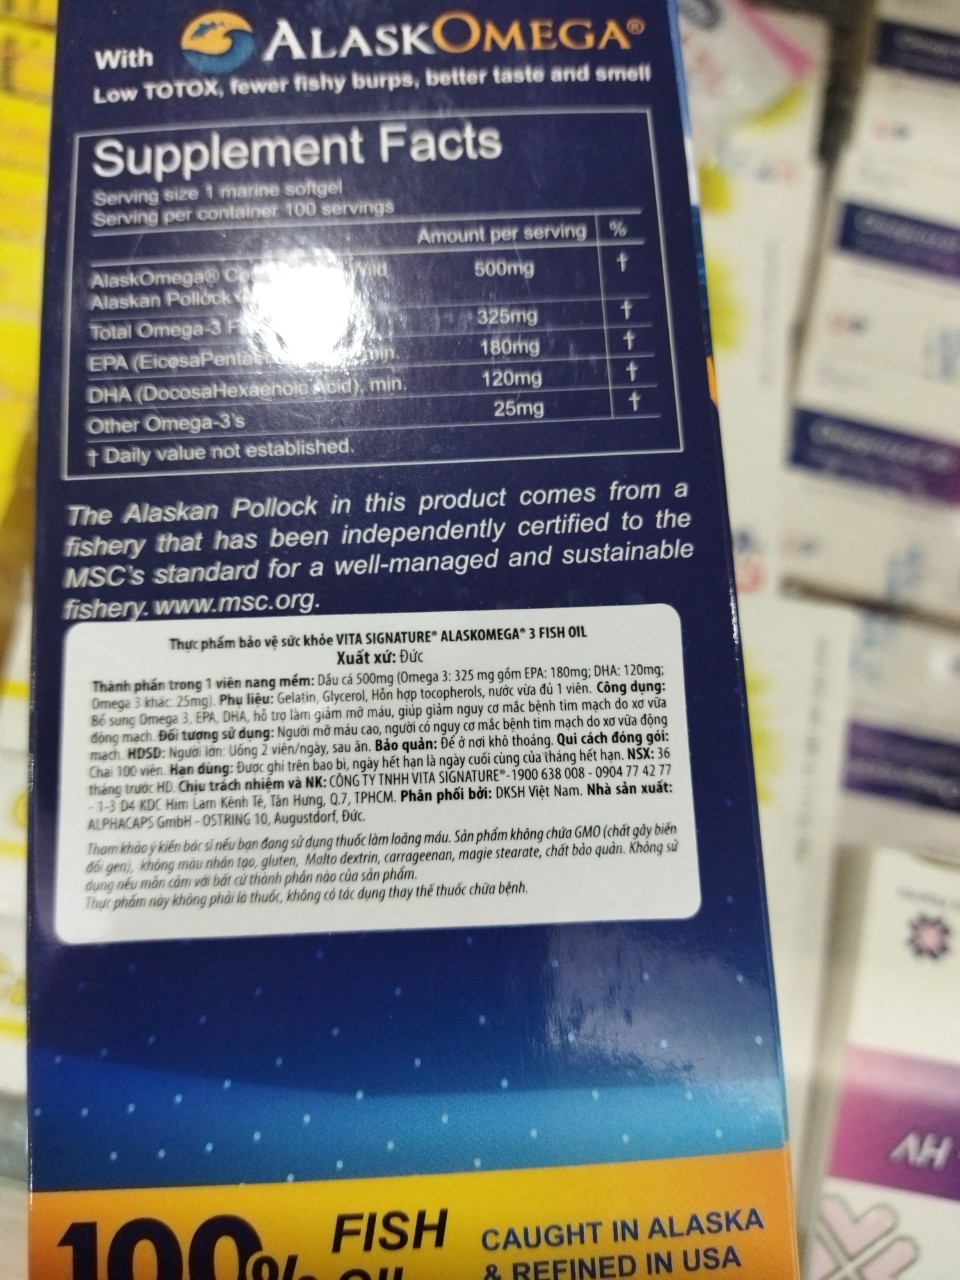 With ALASKOMEGA®
Low TOTOX, fewer fishy burps, better taste and smell
Supplement Facts
Serving size 1 marine softgel
Serving per container 100 servings
Amount per serving %
AlaskOmega® Wild 500mg †
Alaskan Pollock
Total Omega-3 325mg †
EPA min. 180mg †
DHA (DocosaHexaenoic Acid), min. 120mg †
Other Omega-3's 25mg †
† Daily value not established.
The Alaskan Pollock in this product comes from a
fishery that has been independently certified to the
MSC's standard for a well-managed and sustainable
fishery. www.msc.org.
Thực phẩm bảo vệ sức khỏe VITA SIGNATURE® ALASKOMEGA® 3 FISH OIL
Xuất xứ: Đức
Thành phần trong 1 viên nang mềm: Dầu cá 500mg (Omega 3: 325 mg gồm EPA: 180mg; DHA: 120mg;
Omega 3 khác: 25mg). Phụ liệu: Gelatin, Glycerol, Hỗn hợp tocopherols, nước vừa đủ 1 viên. Công dụng:
Bổ sung Omega 3, EPA, DHA, hỗ trợ làm giảm mỡ máu, giúp giảm nguy cơ mắc bệnh tim mạch do xơ vữa
động mạch. Đối tượng sử dụng: Người mỡ máu cao, người có nguy cơ mắc bệnh tim mạch do xơ vữa động
mạch. HDSD: Người lớn: Uống 2 viên/ngày, sau ăn. Bảo quản: Để ở nơi khô thoáng. Qui cách đóng gói:
Chai 100 viên. Hạn dùng: Được ghi trên bao bì, ngày hết hạn là ngày cuối cùng của tháng hết hạn. NSX: 36
tháng trước HD. Chịu trách nhiệm và NK: CÔNG TY TNHH VITA SIGNATURE®-1900 638 008 - 0904 77 42 77
- 1-3 D4 KDC Him Lam Kênh Tẻ, Tân Hưng, Q.7, TPHCM. Phân phối bởi: DKSH Việt Nam. Nhà sản xuất:
ALPHACAPS GmbH - OSTRING 10, Augustdorf, Đức.
Tham khảo ý kiến bác sĩ nếu bạn đang sử dụng thuốc làm loãng máu. Sản phẩm không chứa GMO (chất gây biến
đổi gen), không màu nhân tạo, gluten, Malto dextrin, carrageenan, magie stearate, chất bảo quản. Không sử
dụng nếu mẫn cảm với bất cứ thành phần nào của sản phẩm.
Thực phẩm này không phải là thuốc, không có tác dụng thay thế thuốc chữa bệnh.
100% FISH OIL
CAUGHT IN ALASKA
& REFINED IN USA